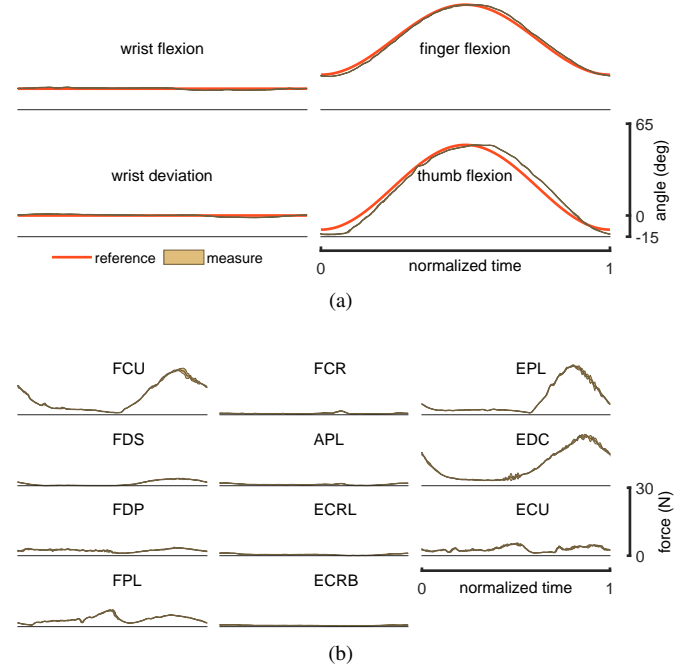 wrist flexion
finger flexion
65
wrist deviation
thumb flexion
angle (deg)
0
-15
reference
measure
0
normalized time
1
(a)
FCU
FCR
EPL
FDS
APL
EDC
30
FDP
ECRL
ECU
force (N)
0
FPL
ECRB
0
normalized time
1
(b)